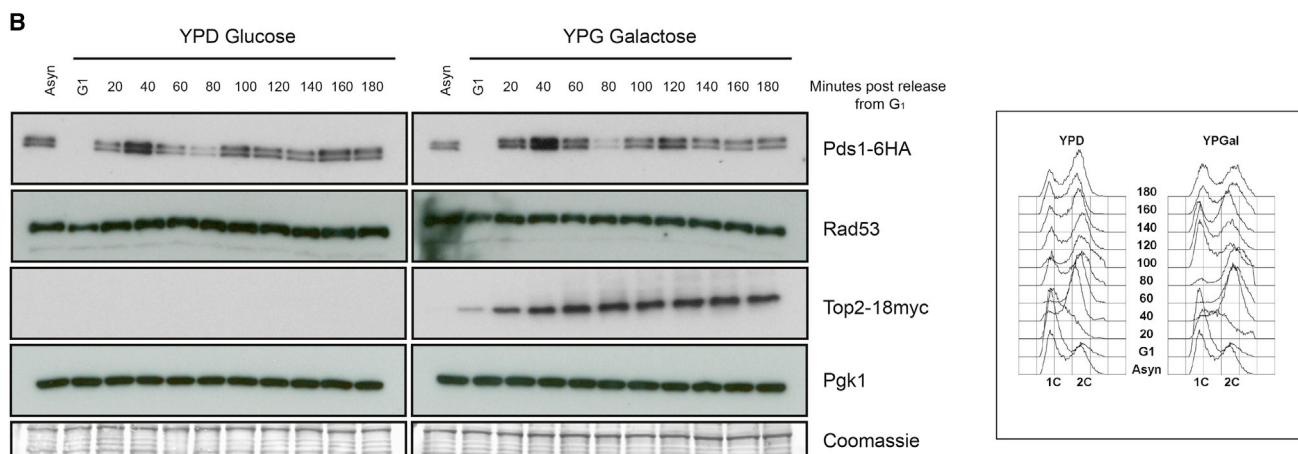 B
YPD Glucose
YPG Galactose
Asyn G1 20 40 60 80 100 120 140 160 180
Asyn G1 20 40 60 80 100 120 140 160 180
Minutes post release
from G1
Pds1-6HA
Rad53
Top2-18myc
Pgk1
Coomassie
YPD YPGal
180
160
140
120
100
80
60
40
20
G1
Asyn
1C 2C 1C 2C